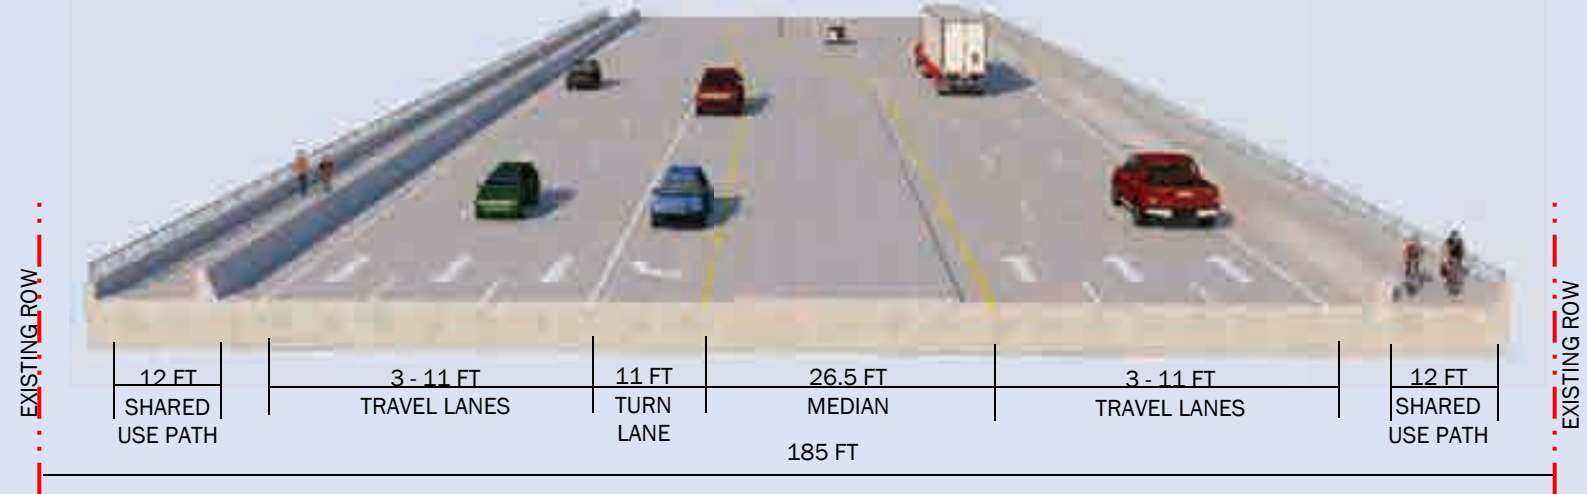 EXISTING ROW
12 FT
SHARED
USE PATH
3 - 11 FT
TRAVEL LANES
11 FT
TURN
LANE
26.5 FT
MEDIAN
3 - 11 FT
TRAVEL LANES
12 FT
SHARED
USE PATH
EXISTING ROW
185 FT